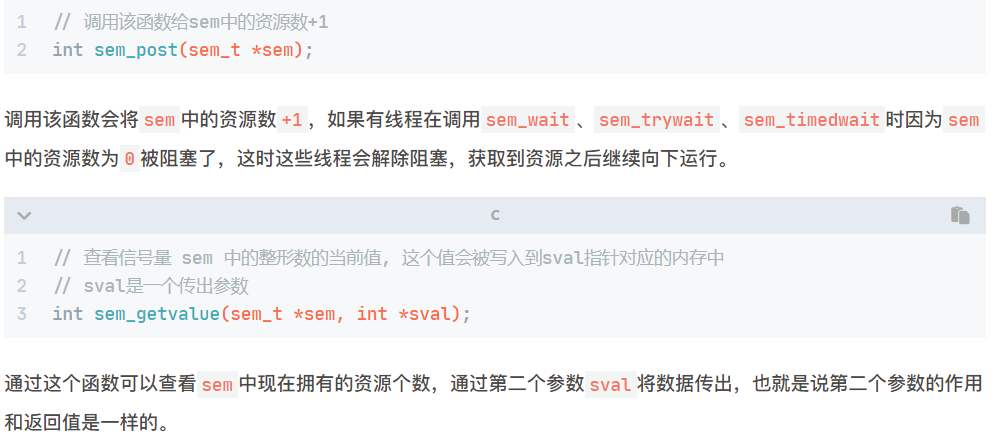 1 // 调用该函数给sem中的资源数+1
2 int sem_post(sem_t *sem);
调用该函数会将 sem 中的资源数 +1 ，如果有线程在调用 sem_wait 、 sem_trywait 、 sem_timedwait 时因为 sem
中的资源数为 0 被阻塞了，这时这些线程会解除阻塞，获取到资源之后继续向下运行。
C
1 // 查看信号量 sem 中的整形数的当前值, 这个值会被写入到sval指针对应的内存中
2 // sval是一个传出参数
3 int sem_getvalue(sem_t *sem, int *sval);
通过这个函数可以查看 sem 中现在拥有的资源个数，通过第二个参数 sval 将数据传出，也就是说第二个参数的作用
和返回值是一样的。